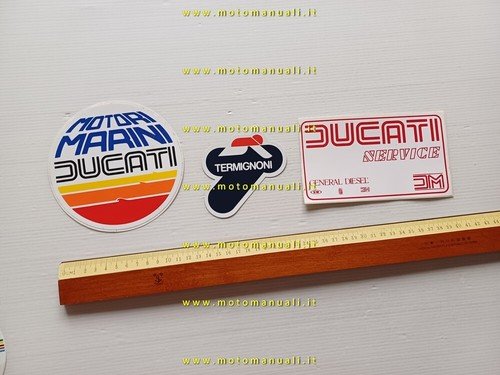 www.motomanuali.it
www.motomanuali.it
MOTORI
MARINI
DUCATI
TERMIGNONI
DUCATI
SERVICE
GENERAL DIESEL
DM
www.motomanuali.it
www.motomanuali.it
www.motomanuali.it